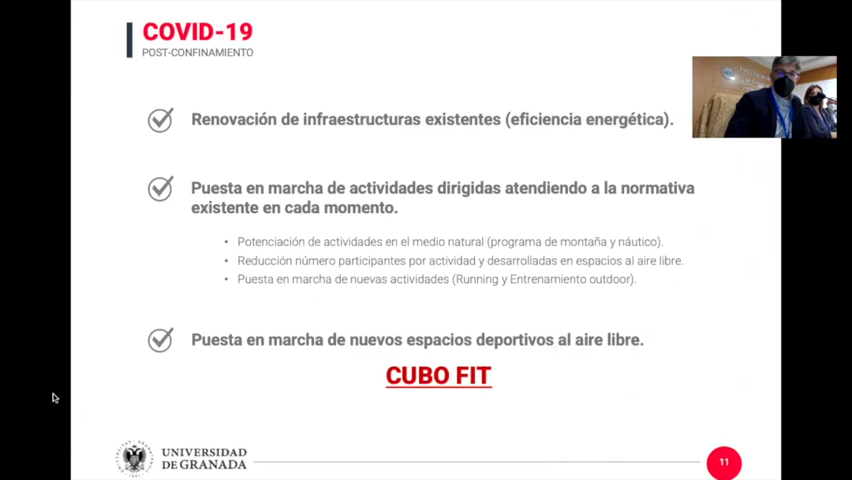 COVID-19
POST-CONFINAMIENTO
Renovación de infraestructuras existentes (eficiencia energética).
Puesta en marcha de actividades dirigidas atendiendo a la normativa
existente en cada momento.
• Potenciación de actividades en el medio natural (programa de montaña y náutico).
• Reducción número participantes por actividad y desarrolladas en espacios al aire libre.
• Puesta en marcha de nuevas actividades (Running y Entrenamiento outdoor).
Puesta en marcha de nuevos espacios deportivos al aire libre.
CUBO FIT
UNIVERSIDAD
DE GRANADA
11